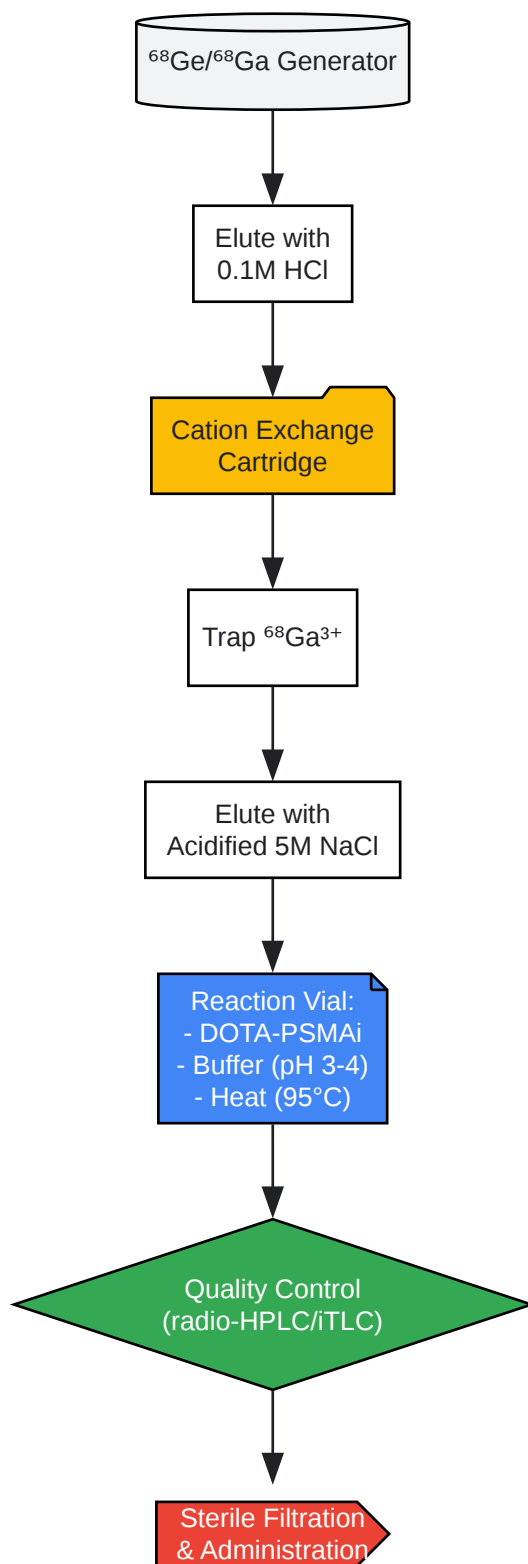 ⁶⁸Ge/⁶⁸Ga Generator
Elute with
0.1M HCl
Cation Exchange
Cartridge
Trap ⁶⁸Ga³⁺
Elute with
Acidified 5M NaCl
Reaction Vial:
- DOTA-PSMAi
- Buffer (pH 3-4)
- Heat (95°C)
Quality Control
(radio-HPLC/iTLC)
Sterile Filtration
& Administration